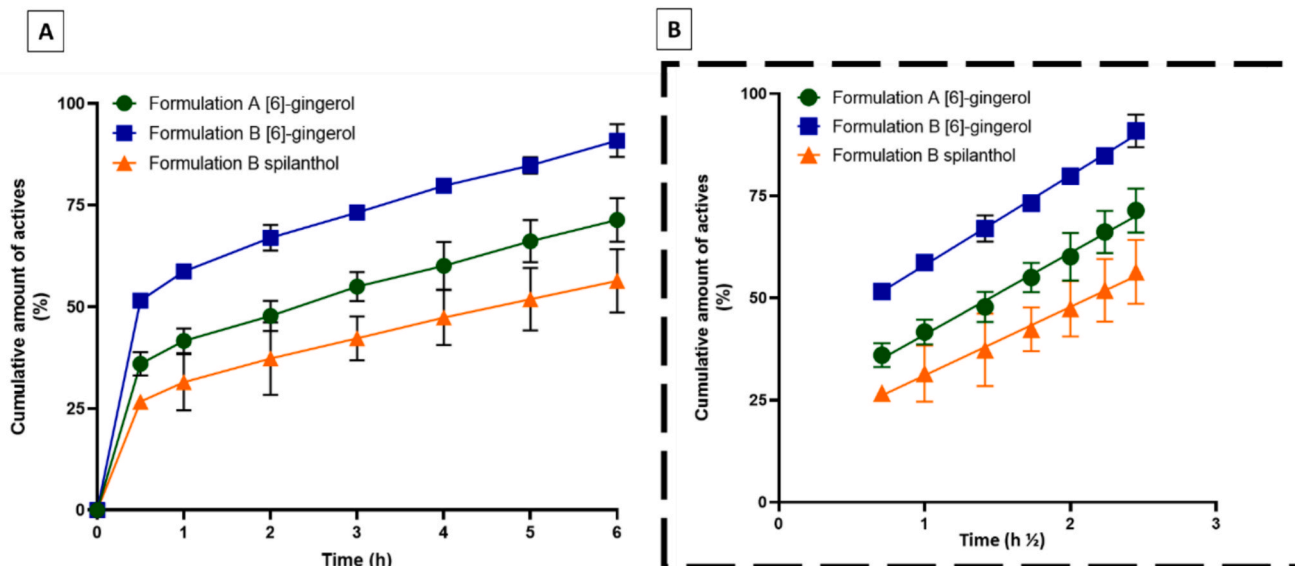 A
100
75
50
25
0
Cumulative amount of actives
(%)
Formulation A [6]-gingerol
Formulation B [6]-gingerol
Formulation B spilanthol
0
1
2
3
4
5
6
Time (h)
B
100
75
50
25
0
Cumulative amount of actives
(%)
Formulation A [6]-gingerol
Formulation B [6]-gingerol
Formulation B spilanthol
0
1
2
3
Time (h ½)